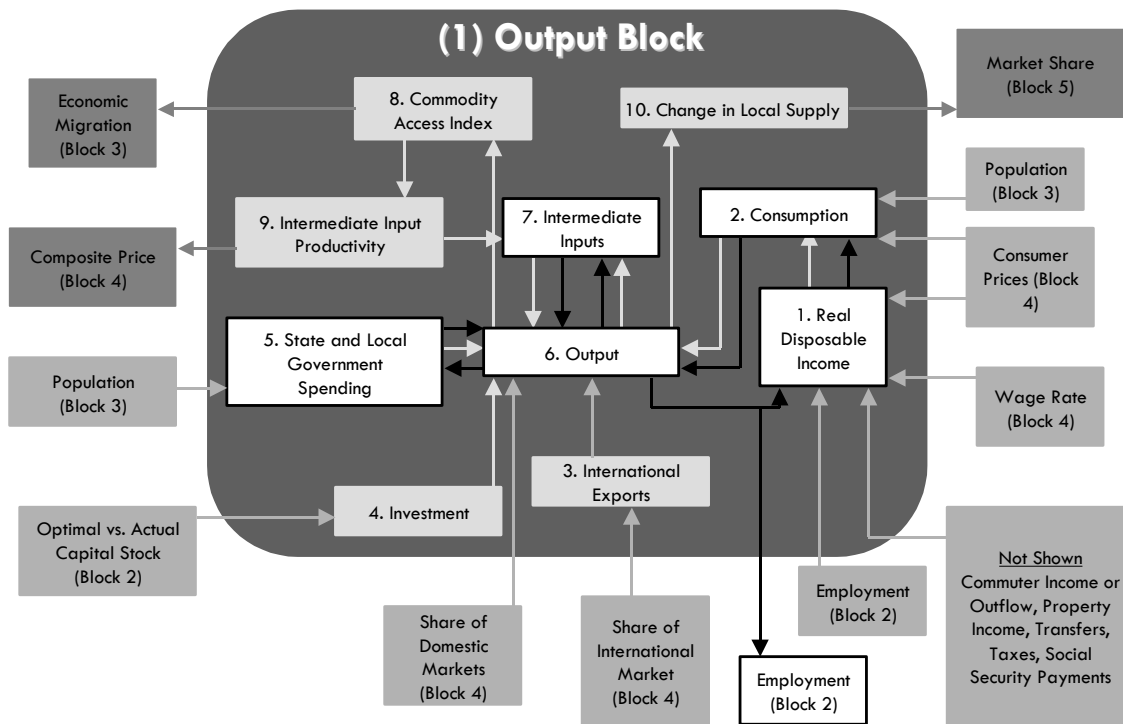 (1) Output Block
Economic
Migration
(Block 3)
8. Commodity
Access Index
10. Change in Local Supply
Market Share
(Block 5)
Population
(Block 3)
9. Intermediate Input
Productivity
7. Intermediate
Inputs
2. Consumption
Composite Price
(Block 4)
Consumer
Prices (Block
4)
5. State and Local
Government
Spending
6. Output
1. Real
Disposable
Income
Population
(Block 3)
Wage Rate
(Block 4)
3. International
Exports
4. Investment
Optimal vs. Actual
Capital Stock
(Block 2)
Share of
Domestic
Markets
(Block 4)
Share of
International
Market
(Block 4)
Employment
(Block 2)
Employment
(Block 2)
Not Shown
Commuter Income or
Outflow, Property
Income, Transfers,
Taxes, Social
Security Payments